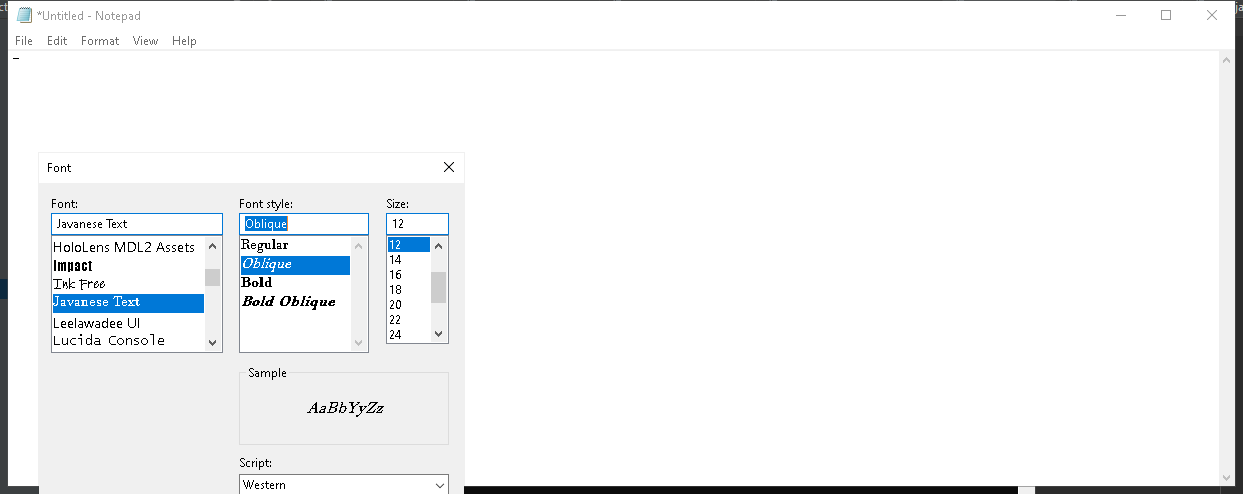 *Untitled - Notepad
File Edit Format View Help
Font
Font: Font style: Size:
Javanese Text Oblique 12
HoloLens MDL2 Assets Regular 12
Impact Oblique 14
Ink Free Bold 16
Javanese Text Bold Oblique 18
Leelawadee UI 20
Lucida Console 22
24
Sample
AaBbYyZz
Script:
Western